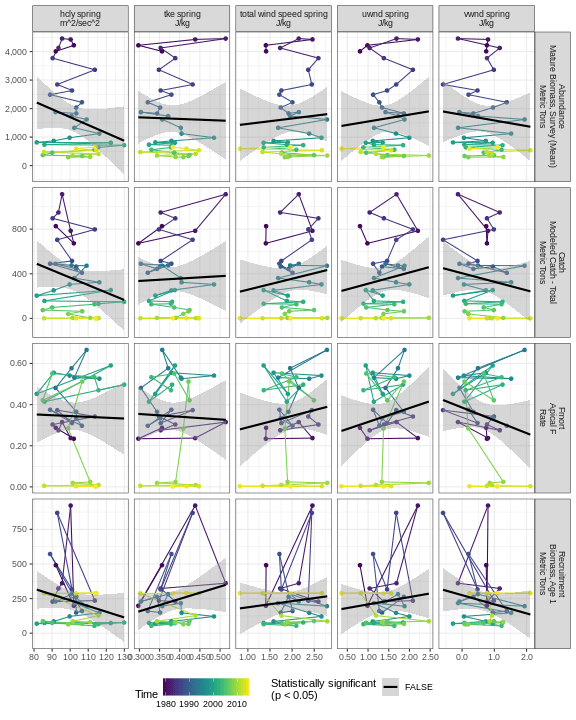 hcly spring
m^2/sec^2
tke spring
J/kg
total wind speed spring
J/kg
uwnd spring
J/kg
vwnd spring
J/kg
4,000
3,000
2,000
1,000
0
Abundance
Mature Biomass, Survey (Mean)
Metric Tons
800
400
0
Catch
Modeled Catch - Total
Metric Tons
0.60
0.40
0.20
0.00
Fmort
Apical F
Rate
750
500
250
0
Recruitment
Biomass, Age 1
Metric Tons
80 90 100 110 120 130
0.300 0.350 0.400 0.450 0.500
1.00 1.50 2.00 2.50
0.50 1.00 1.50 2.00 2.50
0.0 1.0 2.0
Time
1980 1990 2000 2010
Statistically significant
(p < 0.05)
FALSE